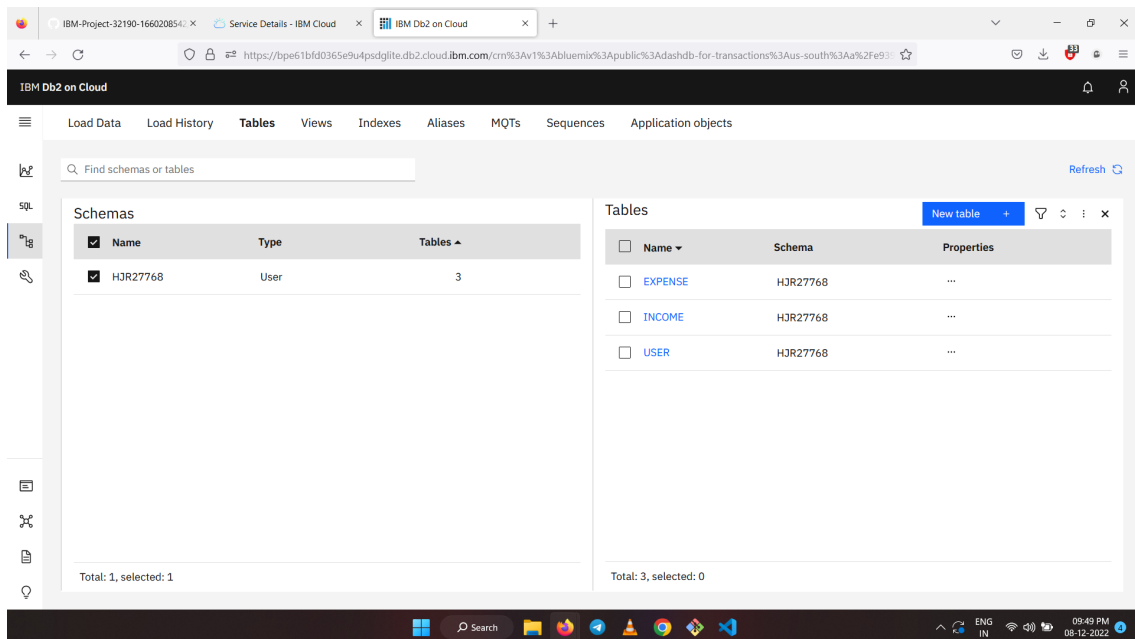 IBM-Project-32190-1660208542
Service Details - IBM Cloud
IBM Db2 on Cloud
https://bpe61bfd0365e9u4psdglite.db2.cloud.ibm.com/crn%3Av1%3Abluemix%3Apublic%3Adashdb-for-transactions%3Aus-south%3Aa%2Fe93
33
IBM Db2 on Cloud
Load Data Load History Tables Views Indexes Aliases MQTs Sequences Application objects
Find schemas or tables
Refresh
SQL
Schemas
Name Type Tables
HJR27768 User 3
Total: 1, selected: 1
Tables
New table +
Name Schema Properties
EXPENSE HJR27768 ...
INCOME HJR27768 ...
USER HJR27768 ...
Total: 3, selected: 0
Search
ENG
IN
09:49 PM
08-12-2022
4